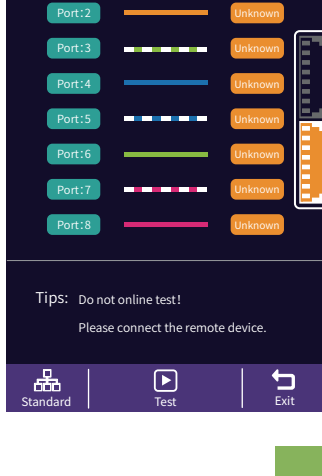 Port:2 Unknown
Port:3 Unknown
Port:4 Unknown
Port:5 Unknown
Port:6 Unknown
Port:7 Unknown
Port:8 Unknown
Tips: Do not online test!
Please connect the remote device.
Standard Test Exit